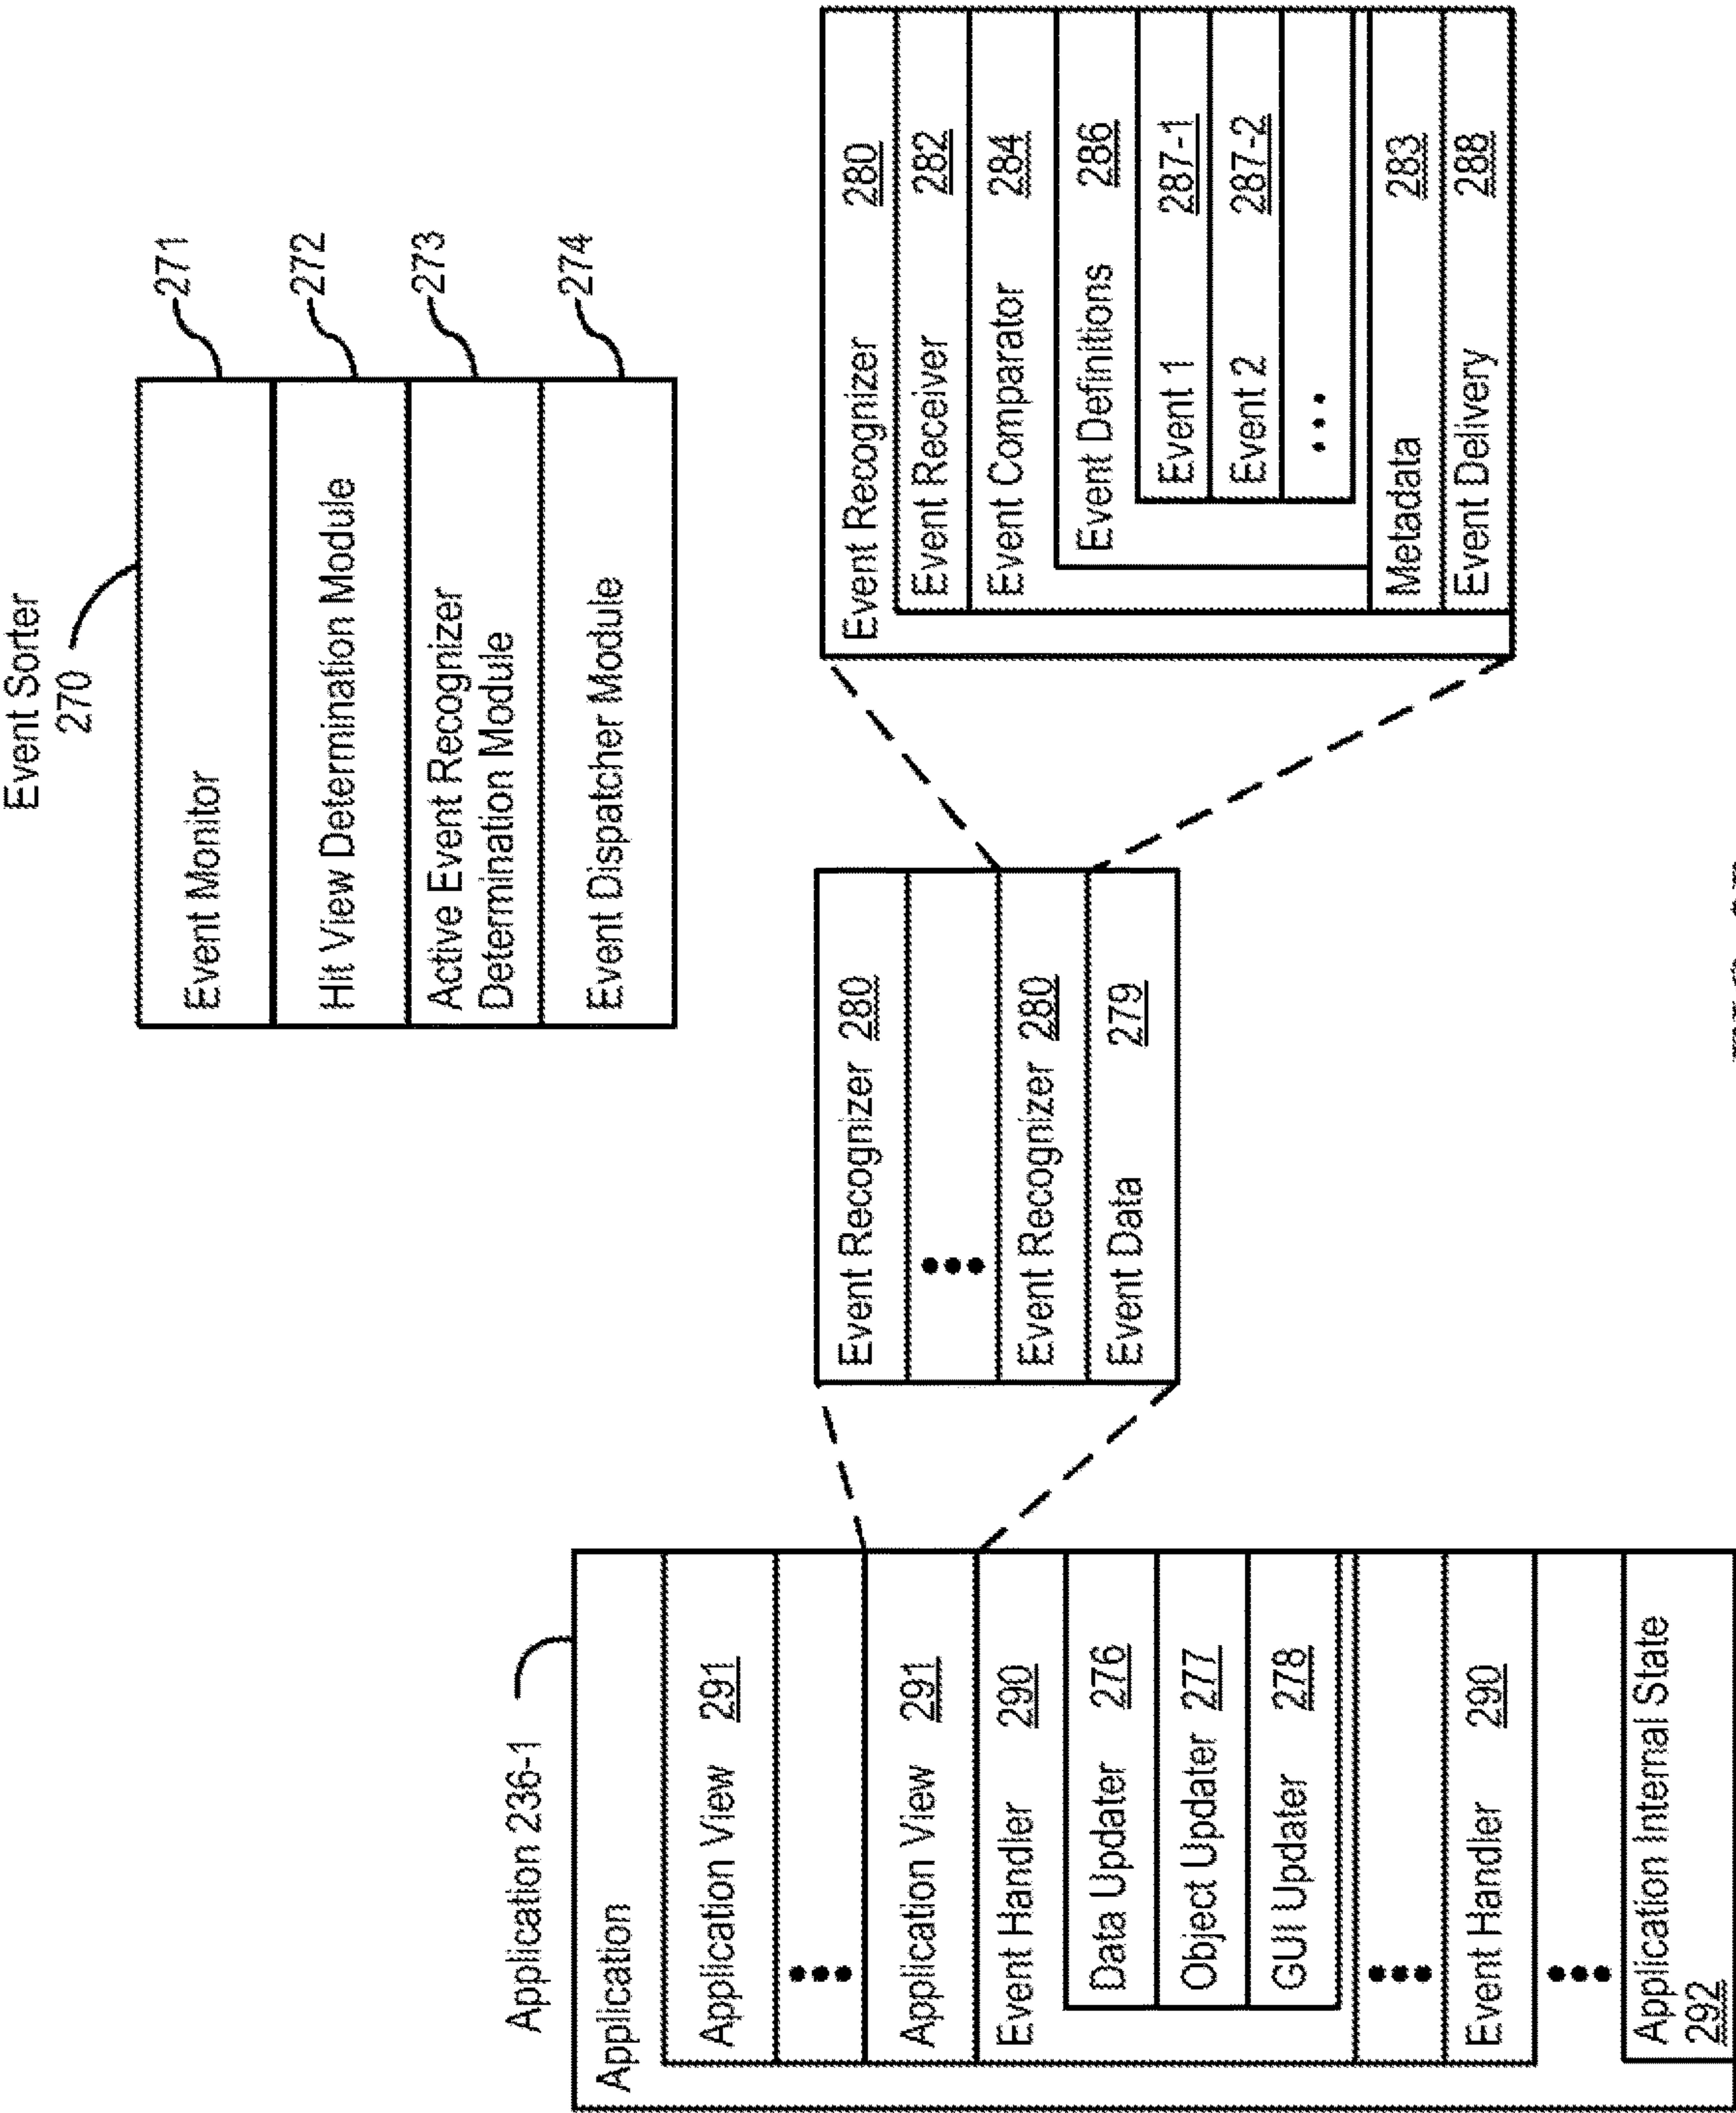 Event Sorter
270
Event Monitor
271
Hit View Determination Module
272
Active Event Recognizer
Determination Module
273
Event Dispatcher Module
274
Application 236-1
Application
Application View 291
•••
Application View 291
Event Handler 290
Data Updater 276
Object Updater 277
GUI Updater 278
•••
Event Handler 290
•••
Application Internal State
292
Event Recognizer 280
•••
Event Recognizer 280
Event Data 279
Event Recognizer 280
Event Receiver 282
Event Comparator 284
Event Definitions 286
Event 1 287-1
Event 2 287-2
•••
Metadata 283
Event Delivery 288